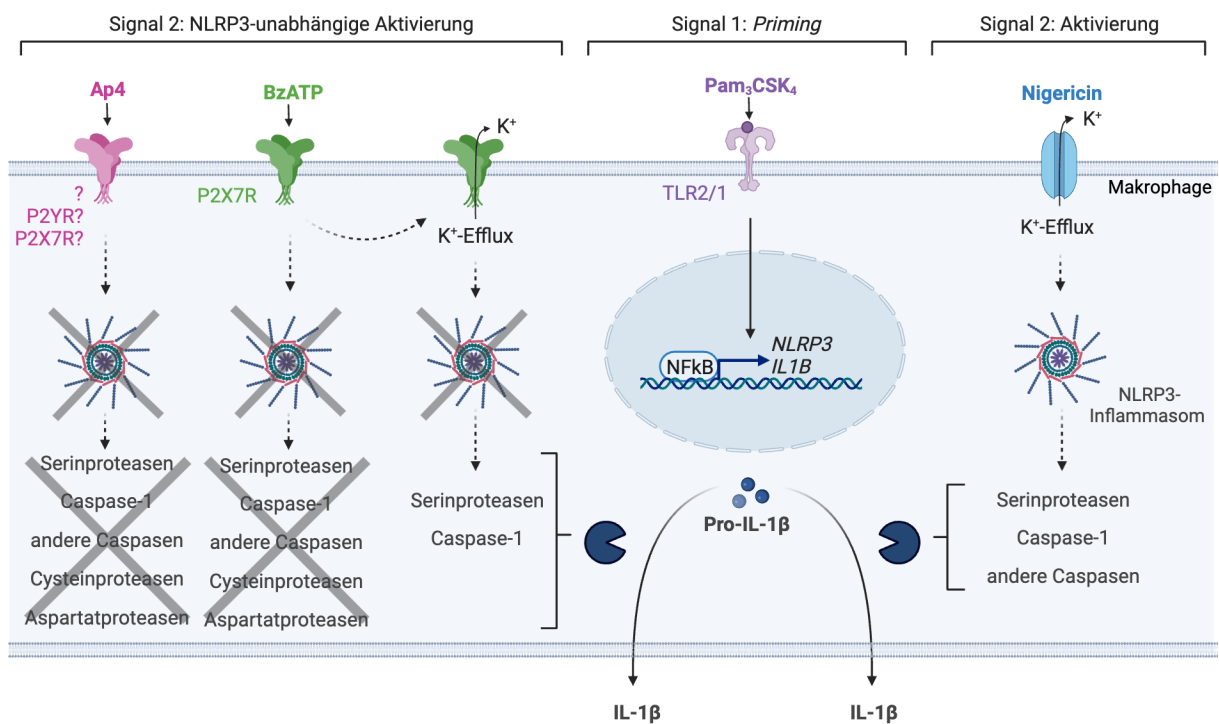 Signal 2: NLRP3-unabhängige Aktivierung
Signal 1: Priming
Signal 2: Aktivierung
Ap4
BzATP
K⁺
Pam₃CSK₄
Nigericin
K⁺
?
P2YR?
P2X7R?
P2X7R
K⁺-Efflux
TLR2/1
Makrophage
K⁺-Efflux
NFkB
NLRP3
IL1B
NLRP3-
Inflammasom
Serinproteasen
Caspase-1
andere Caspasen
Cysteinproteasen
Aspartatproteasen
Serinproteasen
Caspase-1
andere Caspasen
Cysteinproteasen
Aspartatproteasen
Serinproteasen
Caspase-1
Pro-IL-1β
Serinproteasen
Caspase-1
andere Caspasen
IL-1β
IL-1β